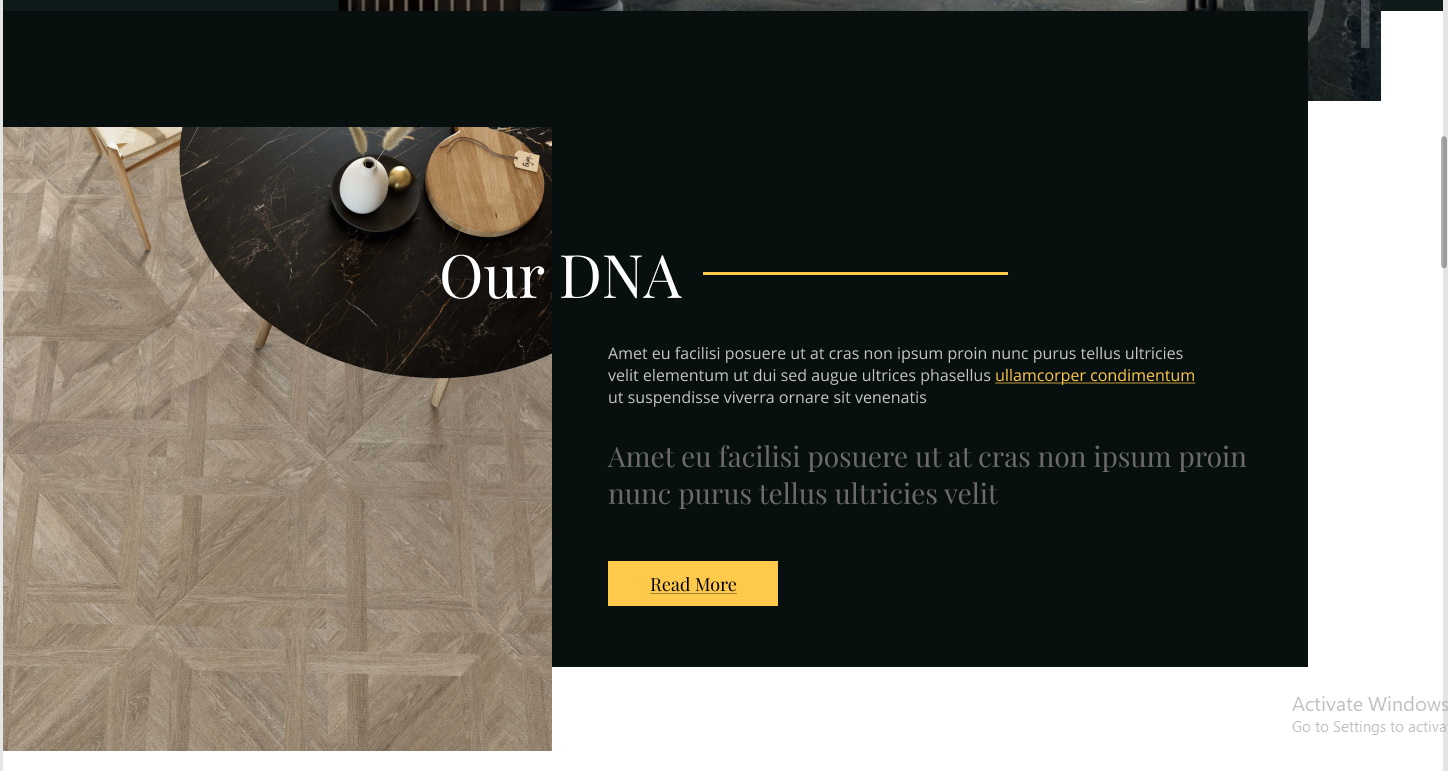 01
Our DNA
Amet eu facilisi posuere ut at cras non ipsum proin nunc purus tellus ultricies
velit elementum ut dui sed augue ultrices phasellus ullamcorper condimentum
ut suspendisse viverra ornare sit venenatis
Amet eu facilisi posuere ut at cras non ipsum proin
nunc purus tellus ultricies velit
Read More
Activate Windows
Go to Settings to activa